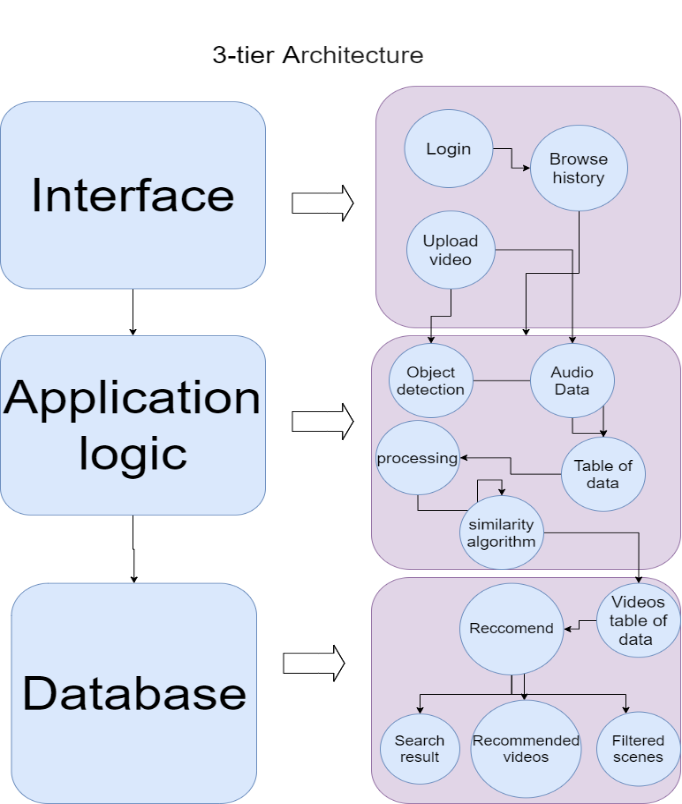 3-tier Architecture
Interface
Login
Browse
history
Upload
video
Application
logic
Object
detection
Audio
Data
processing
Table of
data
similarity
algorithm
Database
Videos
table of
data
Reccomend
Search
result
Recommended
videos
Filtered
scenes